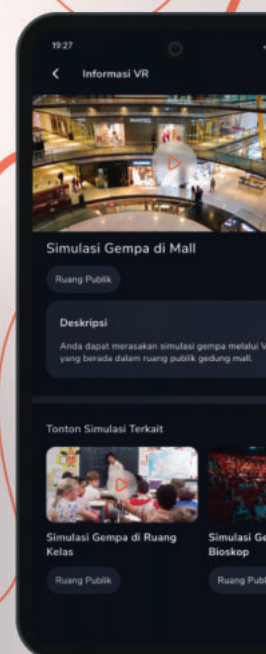 19:27
Informasi VR
MANGO
Simulasi Gempa di Mall
Ruang Publik
Deskripsi
Anda dapat merasakan simulasi gempa melalui V
yang berada dalam ruang publik gedung mall.
Tonton Simulasi Terkait
Simulasi Gempa di Ruang
Kelas
Ruang Publik
Simulasi Ge
Bioskop
Ruang Publ